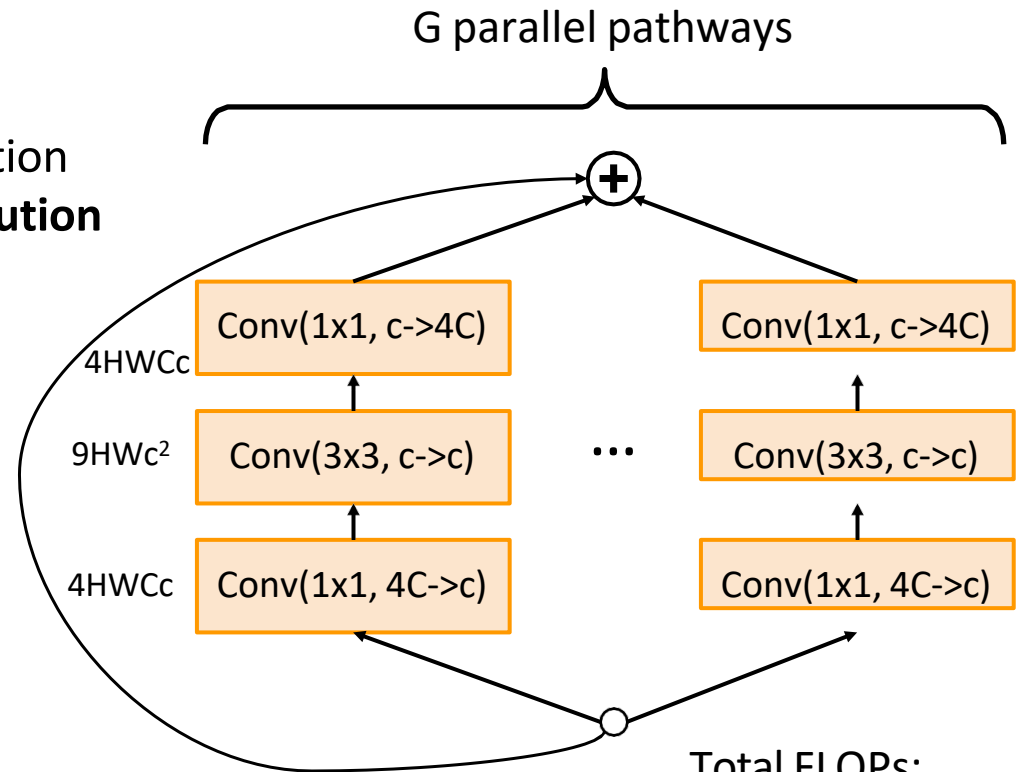 G parallel pathways
tion
ution
+
Conv(1x1, c->4C)
Conv(1x1, c->4C)
4HWCc
9HWc²
Conv(3x3, c->c)
...
Conv(3x3, c->c)
4HWCc
Conv(1x1, 4C->c)
Conv(1x1, 4C->c)
Total FLOPs: